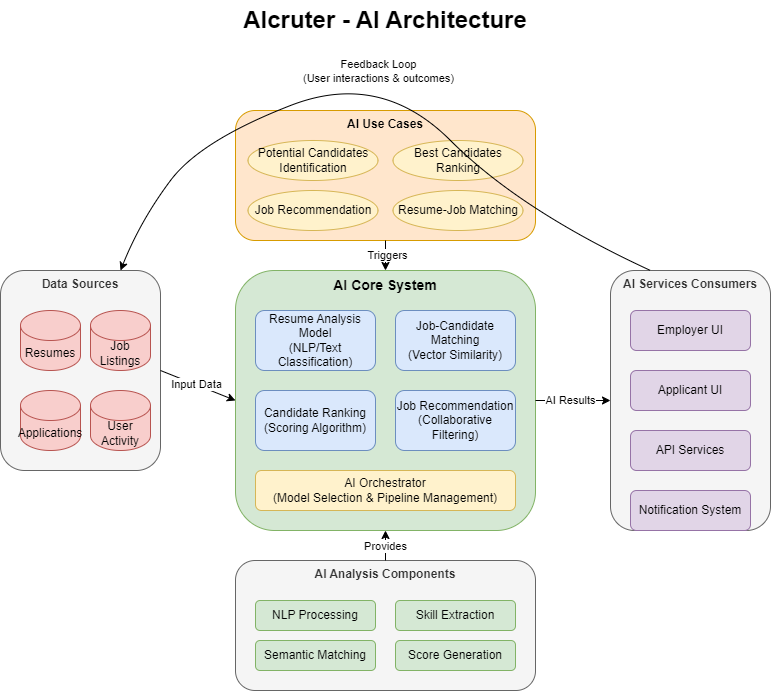 AIcruter - AI Architecture
Feedback Loop
(User interactions & outcomes)
AI Use Cases
Potential Candidates
Identification
Best Candidates
Ranking
Job Recommendation
Resume-Job Matching
Triggers
Data Sources
Resumes
Job
Listings
Applications
User
Activity
Input Data
AI Core System
Resume Analysis
Model
(NLP/Text
Classification)
Job-Candidate
Matching
(Vector Similarity)
Candidate Ranking
(Scoring Algorithm)
Job Recommendation
(Collaborative
Filtering)
AI Orchestrator
(Model Selection & Pipeline Management)
AI Results
AI Services Consumers
Employer UI
Applicant UI
API Services
Notification System
Provides
AI Analysis Components
NLP Processing
Skill Extraction
Semantic Matching
Score Generation